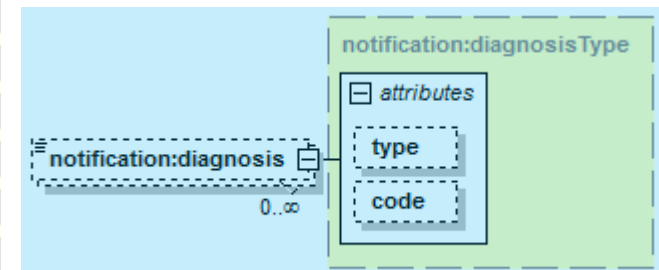 notification:diagnosisType
attributes
notification:diagnosis
type
code
0..∞